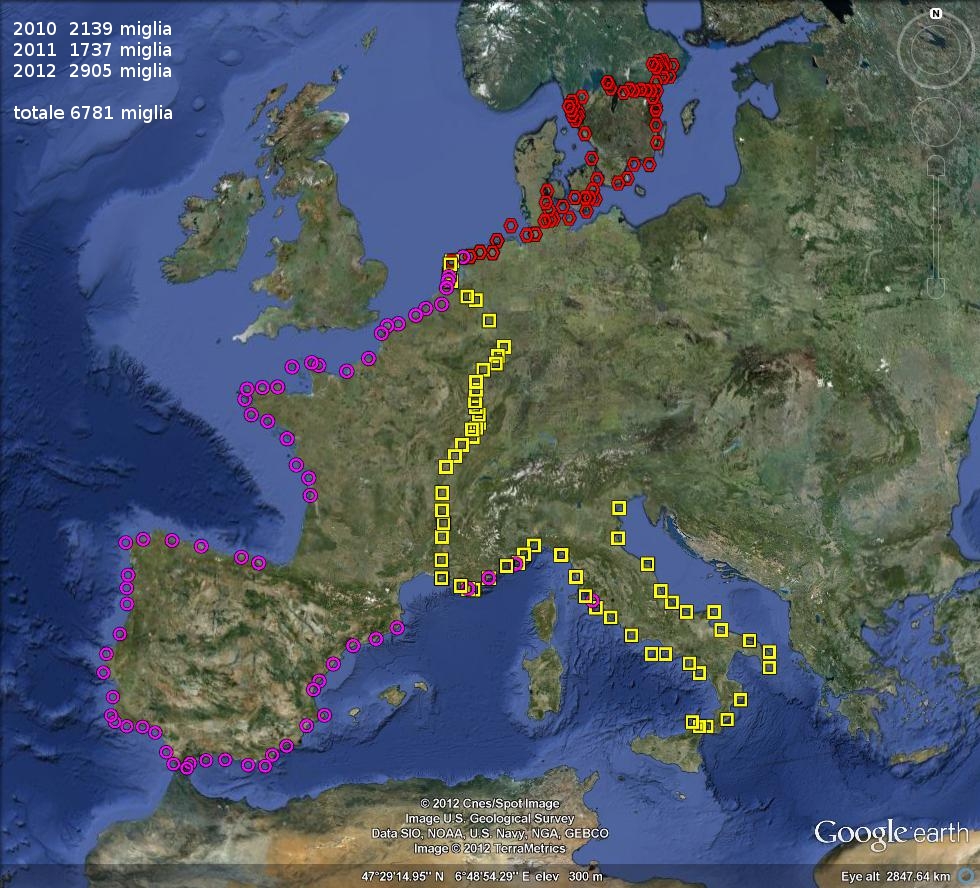 2010 2139 miglia
2011 1737 miglia
2012 2905 miglia
totale 6781 miglia
N
© 2012 Cnes/Spot Image
Image U.S. Geological Survey
Data SIO, NOAA, U.S. Navy, NGA, GEBCO
Image © 2012 TerraMetrics
Google earth
47°29'14.95" N 6°48'54.29" E elev 300 m
Eye alt 2847.64 km